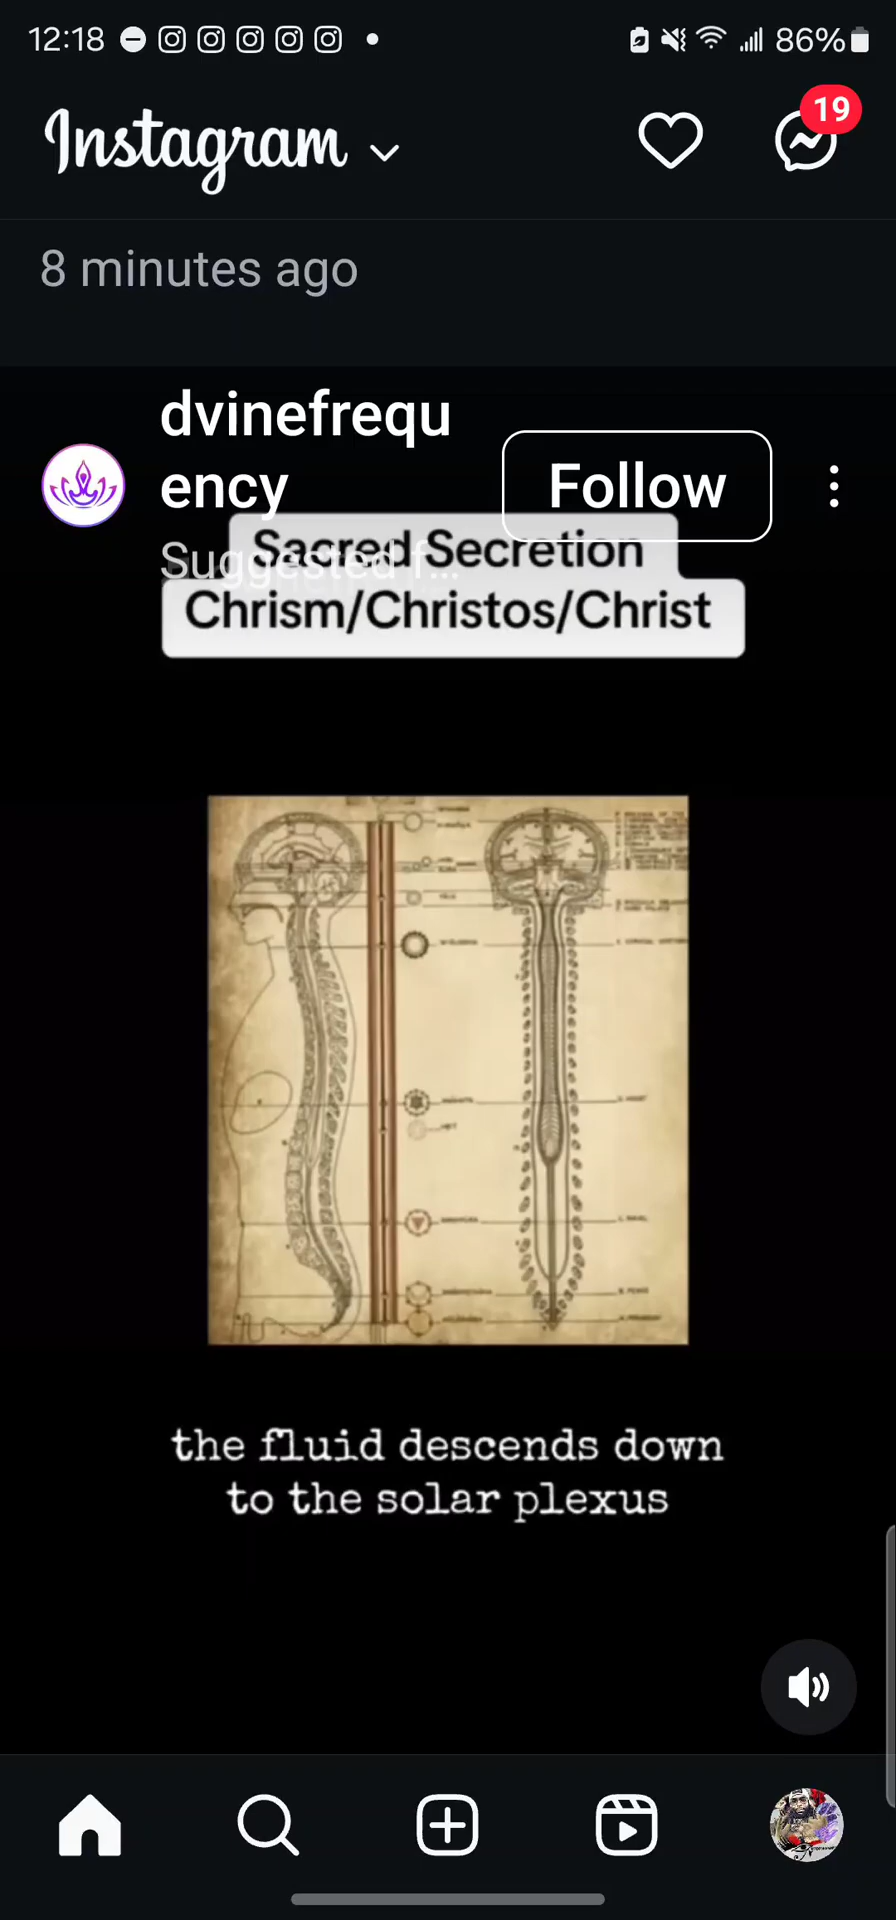 12:18
86%
Instagram
19
8 minutes ago
dvinefrequ
ency
Follow
Suggested f...
Sacred Secretion
Chrism/Christos/Christ
the fluid descends down
to the solar plexus